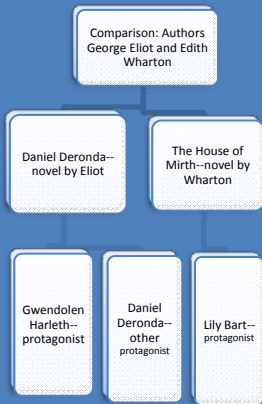 Comparison: Authors
George Eliot and Edith
Wharton
Daniel Deronda--
novel by Eliot
The House of
Mirth--novel by
Wharton
Gwendolen
Harleth--
protagonist
Daniel
Deronda--
other
protagonist
Lily Bart--
protagonist